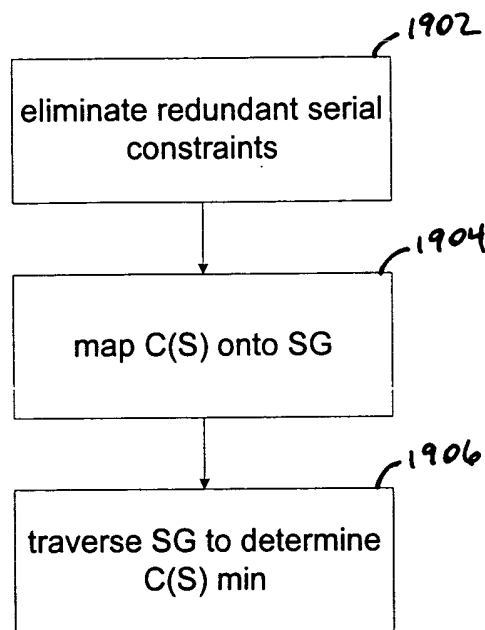 1902
eliminate redundant serial
constraints
1904
map C(S) onto SG
1906
traverse SG to determine
C(S) min